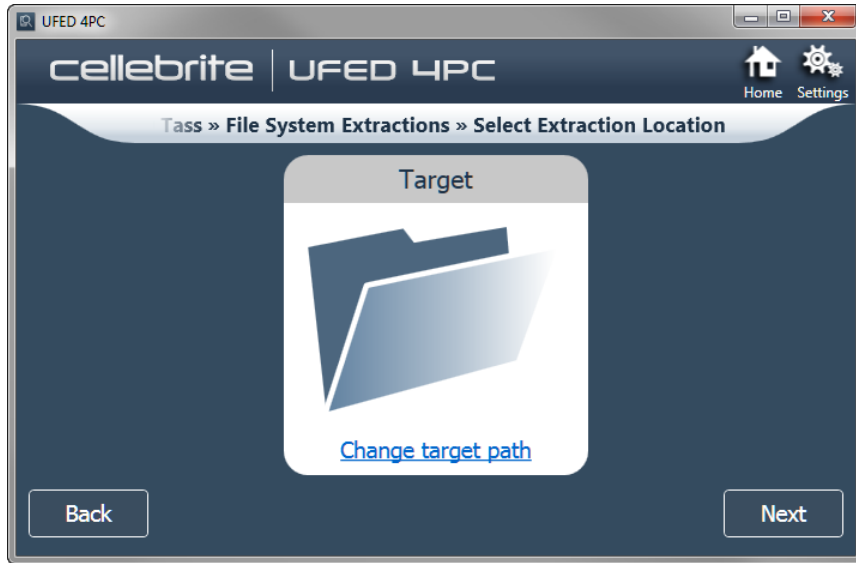 UFED 4PC
cellebrite UFED 4PC
Home Settings
Tass » File System Extractions » Select Extraction Location
Target
Change target path
Back Next